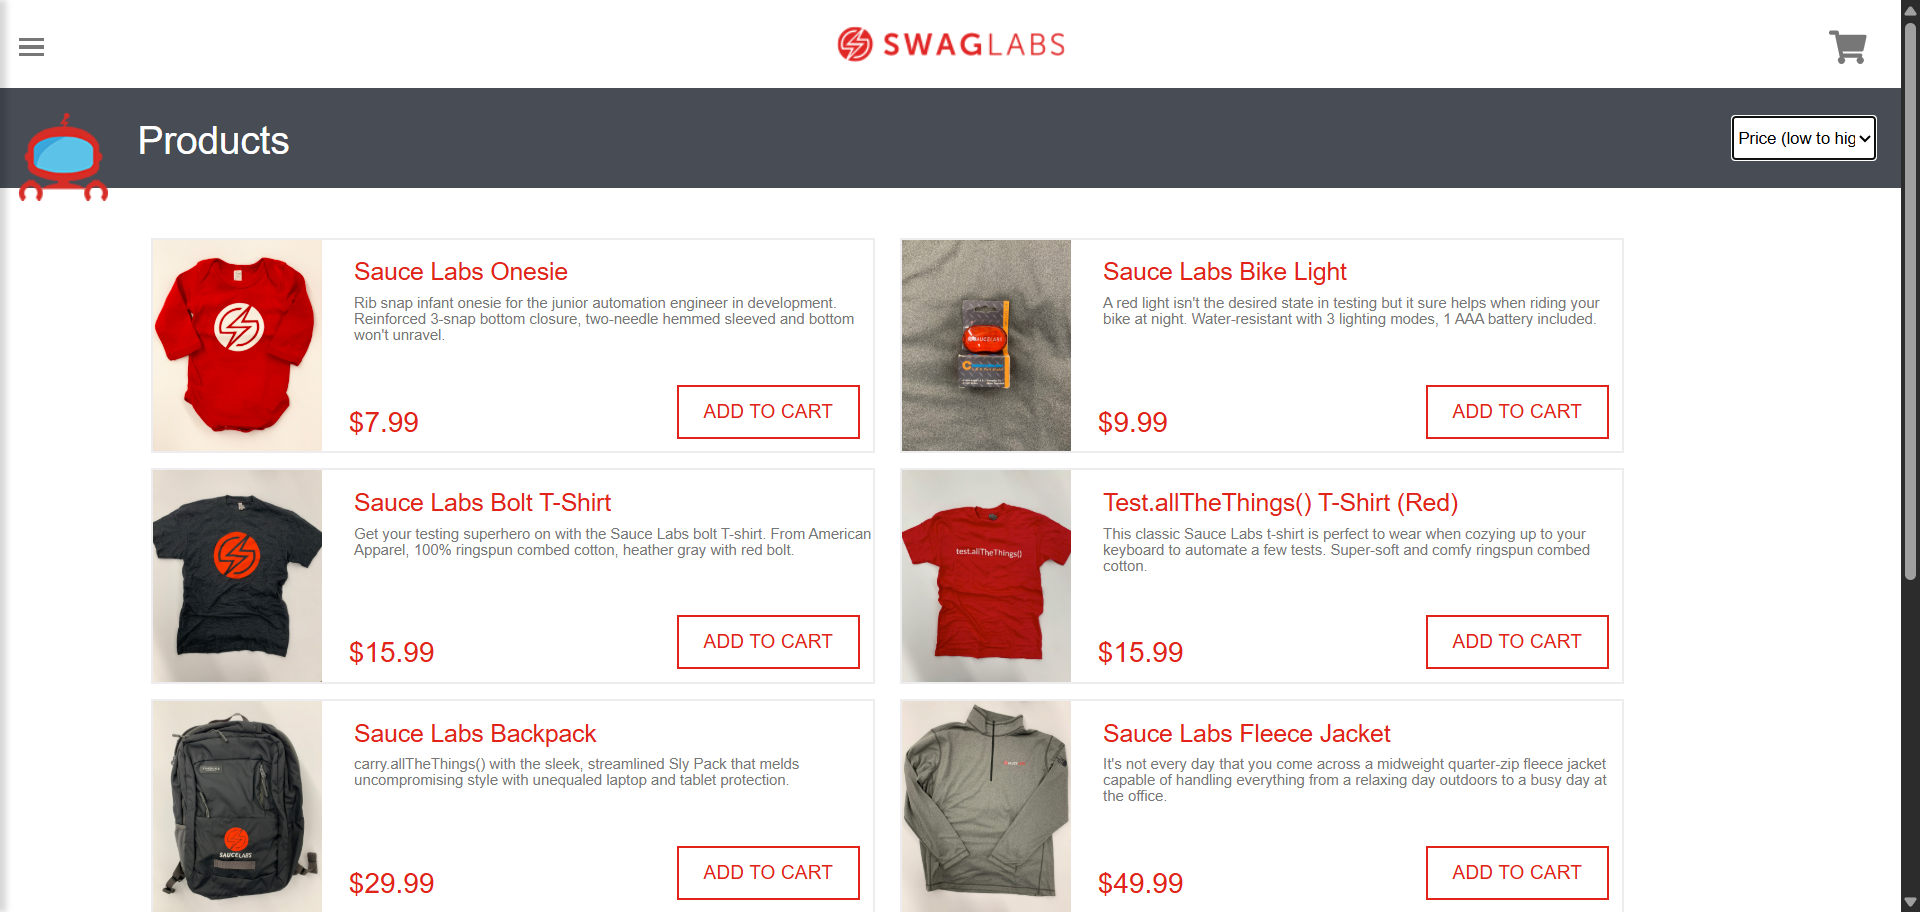 SWAGLABS
Products
Price (low to hig
Sauce Labs Onesie
Rib snap infant onesie for the junior automation engineer in development.
Reinforced 3-snap bottom closure, two-needle hemmed sleeved and bottom
won't unravel.
$7.99
ADD TO CART
Sauce Labs Bike Light
A red light isn't the desired state in testing but it sure helps when riding your
bike at night. Water-resistant with 3 lighting modes, 1 AAA battery included.
SAUCELABS
$9.99
ADD TO CART
Sauce Labs Bolt T-Shirt
Get your testing superhero on with the Sauce Labs bolt T-shirt. From American
Apparel, 100% ringspun combed cotton, heather gray with red bolt.
$15.99
ADD TO CART
Test.allTheThings() T-Shirt (Red)
This classic Sauce Labs t-shirt is perfect to wear when cozying up to your
keyboard to automate a few tests. Super-soft and comfy ringspun combed
cotton.
test.allTheThings()
$15.99
ADD TO CART
Sauce Labs Backpack
carry.allTheThings() with the sleek, streamlined Sly Pack that melds
uncompromising style with unequaled laptop and tablet protection.
SAUCELABS
$29.99
ADD TO CART
Sauce Labs Fleece Jacket
It's not every day that you come across a midweight quarter-zip fleece jacket
capable of handling everything from a relaxing day outdoors to a busy day at
the office.
$49.99
ADD TO CART